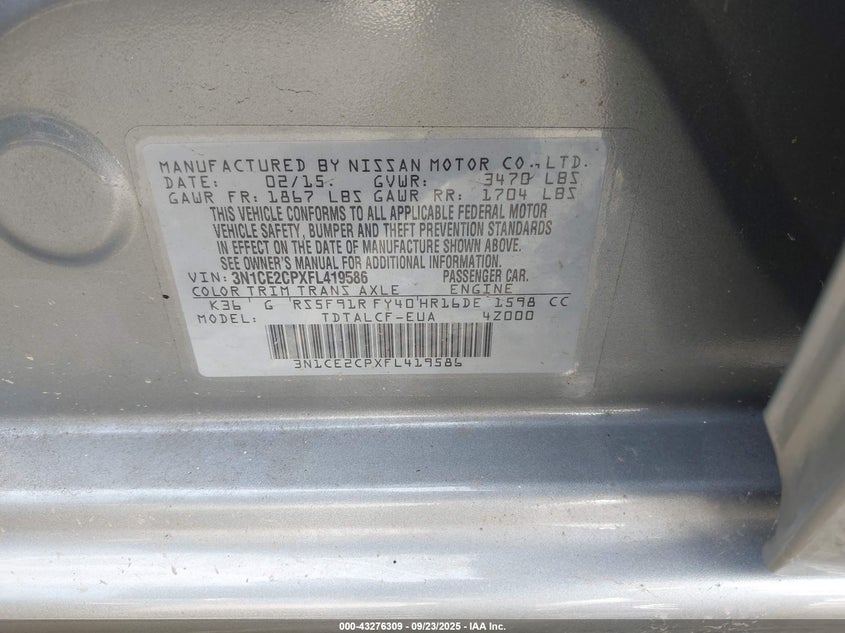 MANUFACTURED BY NISSAN MOTOR CO., LTD.
DATE: 02/15. GVWR: 3470 LBS
GAWR FR: 1867 LBS GAWR RR: 1704 LBS
THIS VEHICLE CONFORMS TO ALL APPLICABLE FEDERAL MOTOR
VEHICLE SAFETY, BUMPER AND THEFT PREVENTION STANDARDS
IN EFFECT ON THE DATE OF MANUFACTURE SHOWN ABOVE.
SEE OWNER'S MANUAL FOR ADDITIONAL INFORMATION.
VIN: 3N1CE2CPXFL419586 PASSENGER CAR.
COLOR TRIM TRANS AXLE ENGINE
K36 G RS5F91R FY40 HR16DE 1598 CC
MODEL: TDTALCF-EUA 4Z000
3N1CE2CPXFL419586
000-43276309 - 09/23/2025 - IAA Inc.